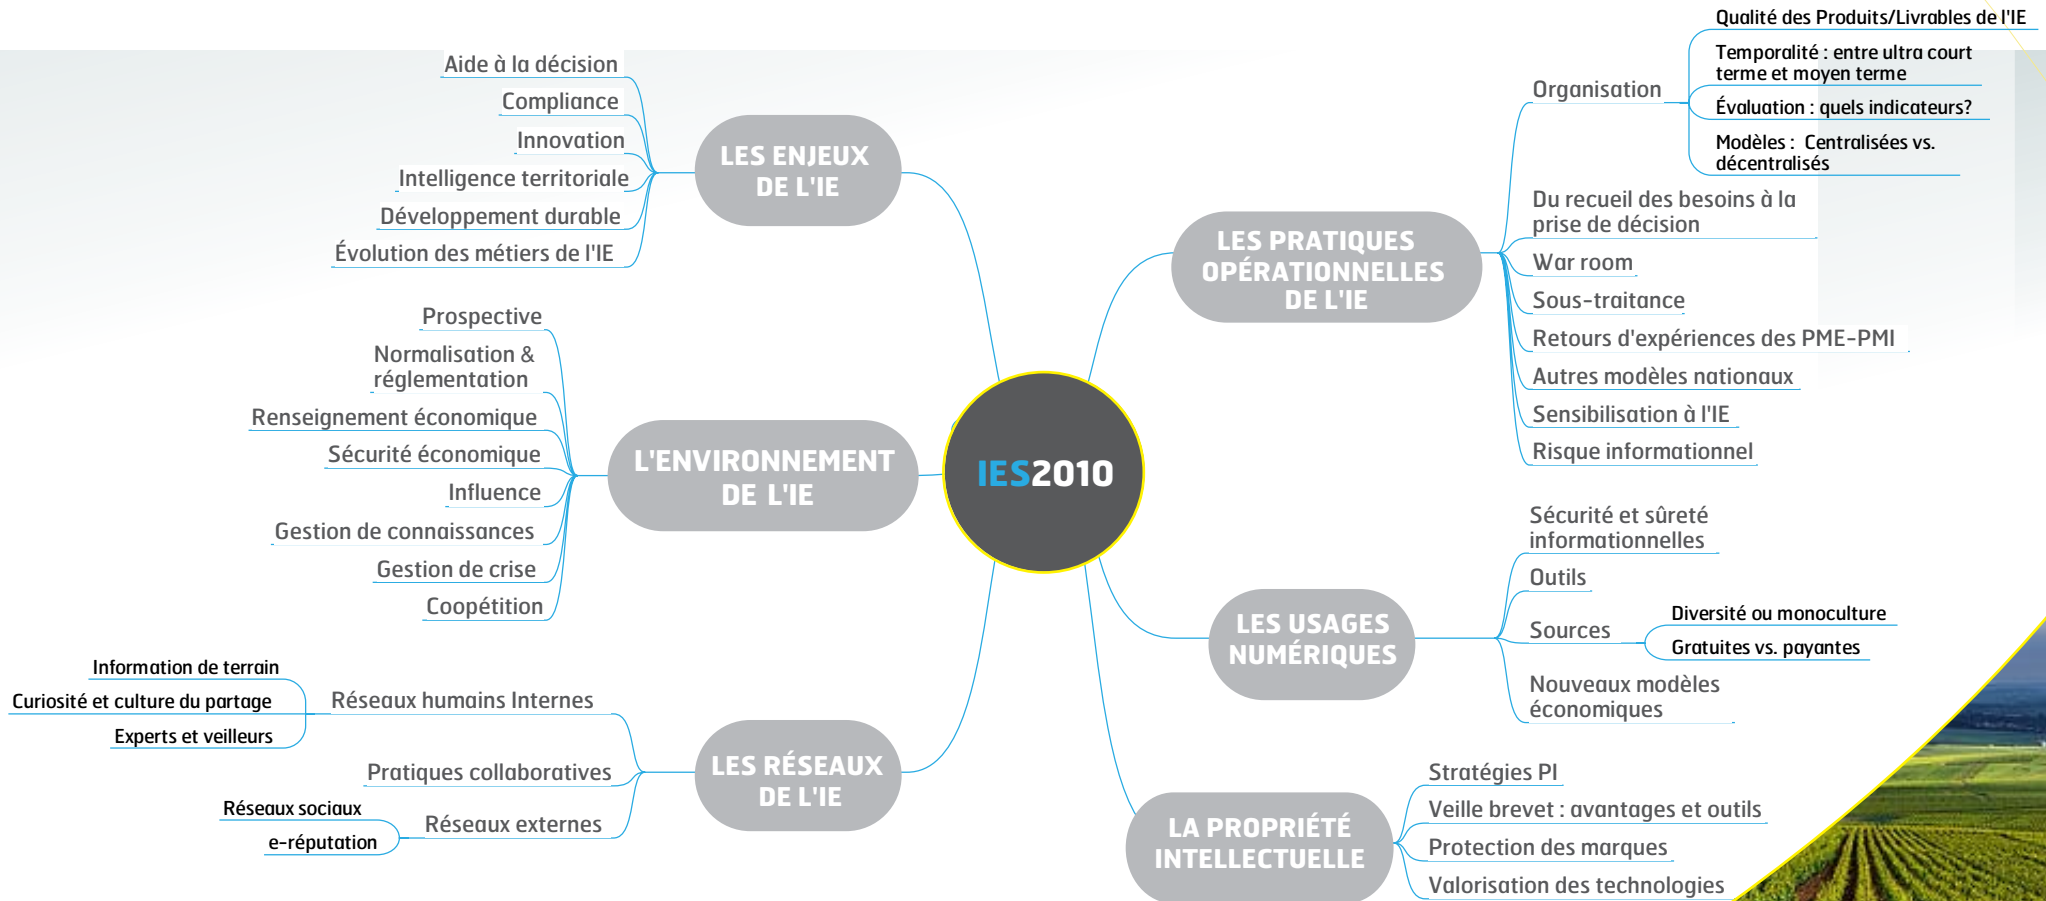 Aide à la décision
Compliance
Innovation
Intelligence territoriale
Développement durable
Évolution des métiers de l'IE
LES ENJEUX
DE L'IE
Prospective
Normalisation &
réglementation
Renseignement économique
Sécurité économique
Influence
Gestion de connaissances
Gestion de crise
Coopétition
L'ENVIRONNEMENT
DE L'IE
Information de terrain
Curiosité et culture du partage
Experts et veilleurs
Réseaux humains Internes
Pratiques collaboratives
Réseaux sociaux
e-réputation
Réseaux externes
LES RÉSEAUX
DE L'IE
IES2010
LES PRATIQUES
OPÉRATIONNELLES
DE L'IE
Organisation
Qualité des Produits/Livrables de l'IE
Temporalité : entre ultra court
terme et moyen terme
Évaluation : quels indicateurs?
Modèles : Centralisées vs.
décentralisés
Du recueil des besoins à la
prise de décision
War room
Sous-traitance
Retours d'expériences des PME-PMI
Autres modèles nationaux
Sensibilisation à l'IE
Risque informationnel
LES USAGES
NUMÉRIQUES
Sécurité et sûreté
informationnelles
Outils
Sources
Diversité ou monoculture
Gratuites vs. payantes
Nouveaux modèles
économiques
LA PROPRIÉTÉ
INTELLECTUELLE
Stratégies PI
Veille brevet : avantages et outils
Protection des marques
Valorisation des technologies